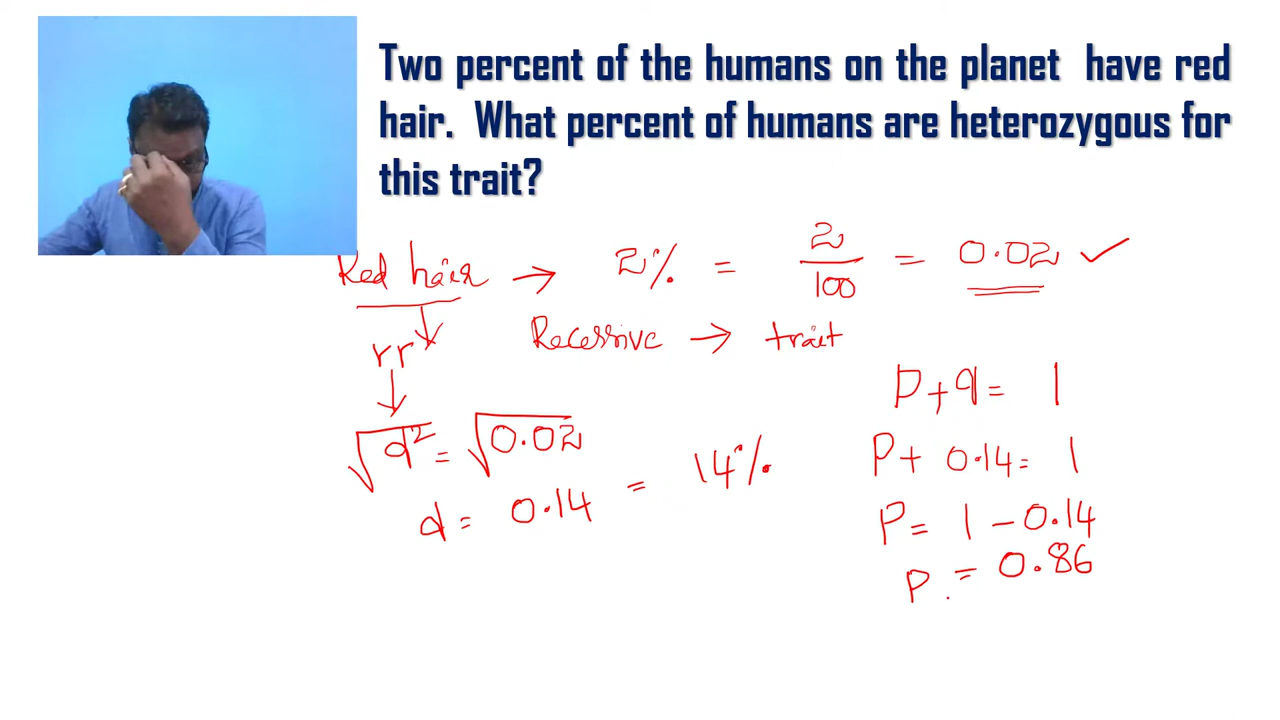 Two percent of the humans on the planet have red
hair. What percent of humans are heterozygous for
this trait?
Red hair → 2% = 2/100 = 0.02 ✓
rr
Recessive → trait
√q² = √0.02
q = 0.14 = 14%
P + q = 1
P + 0.14 = 1
P = 1 - 0.14
P = 0.86